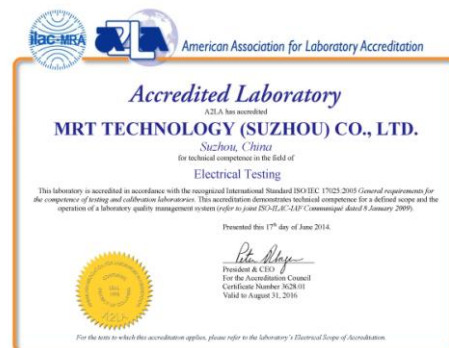 ilac-MRA
A2LA
American Association for Laboratory Accreditation
Accredited Laboratory
A2LA has accredited
MRT TECHNOLOGY (SUZHOU) CO., LTD.
Suzhou, China
for technical competence in the field of
Electrical Testing
This laboratory is accredited in accordance with the recognized International Standard ISO/IEC 17025:2005 General requirements for
the competence of testing and calibration laboratories. This accreditation demonstrates technical competence for a defined scope and the
operation of a laboratory quality management system (refer to joint ISO-ILAC-IAF Communiqué dated 8 January 2009).
Presented this 17th day of June 2014.
President & CEO
For the Accreditation Council
Certificate Number 3628.01
Valid to August 31, 2016
A2LA
For the tests to which this accreditation applies, please refer to the laboratory's Electrical Scope of Accreditation.